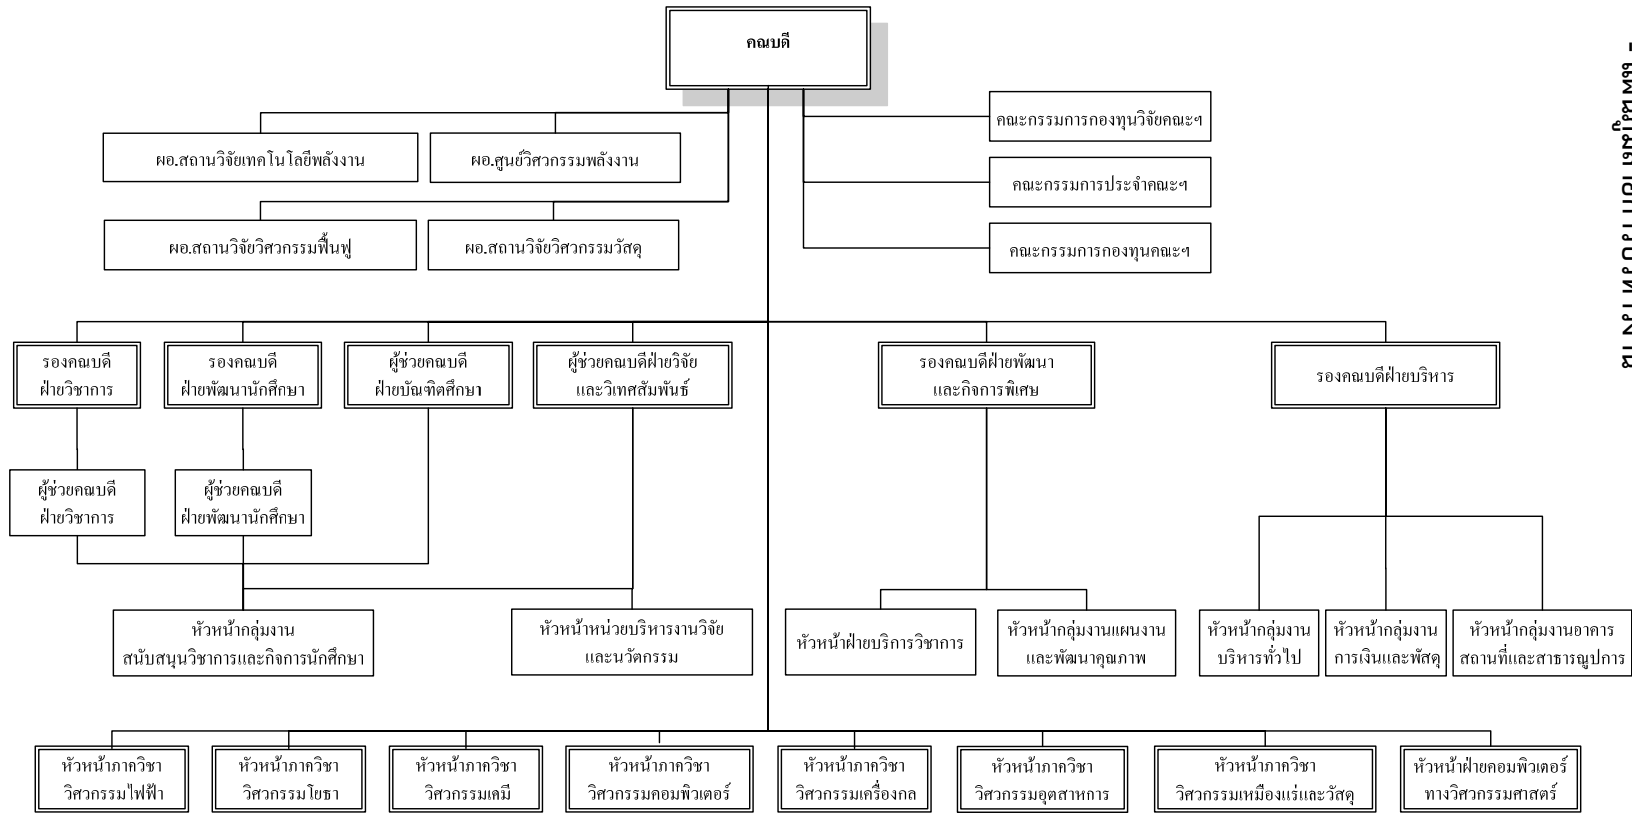 คณบดี
คณะกรรมการกองทุนวิจัยคณะฯ
ผอ.สถานวิจัยเทคโนโลยีพลังงาน
ผอ.ศูนย์วิศวกรรมพลังงาน
คณะกรรมการประจำคณะฯ
ผอ.สถานวิจัยวิศวกรรมฟื้นฟู
ผอ.สถานวิจัยวิศวกรรมวัสดุ
คณะกรรมการกองทุนคณะฯ
รองคณบดี
ฝ่ายวิชาการ
รองคณบดี
ฝ่ายพัฒนานักศึกษา
ผู้ช่วยคณบดี
ฝ่ายบัณฑิตศึกษา
ผู้ช่วยคณบดีฝ่ายวิจัย
และวิเทศสัมพันธ์
รองคณบดีฝ่ายพัฒนา
และกิจการพิเศษ
รองคณบดีฝ่ายบริหาร
ผู้ช่วยคณบดี
ฝ่ายวิชาการ
ผู้ช่วยคณบดี
ฝ่ายพัฒนานักศึกษา
หัวหน้ากลุ่มงาน
สนับสนุนวิชาการและกิจการนักศึกษา
หัวหน้าหน่วยบริหารงานวิจัย
และนวัตกรรม
หัวหน้าฝ่ายบริการวิชาการ
หัวหน้ากลุ่มงานแผนงาน
และพัฒนาคุณภาพ
หัวหน้ากลุ่มงาน
บริหารทั่วไป
หัวหน้ากลุ่มงาน
การเงินและพัสดุ
หัวหน้ากลุ่มงานอาคาร
สถานที่และสาธารณูปการ
หัวหน้าภาควิชา
วิศวกรรมไฟฟ้า
หัวหน้าภาควิชา
วิศวกรรมโยธา
หัวหน้าภาควิชา
วิศวกรรมเคมี
หัวหน้าภาควิชา
วิศวกรรมคอมพิวเตอร์
หัวหน้าภาควิชา
วิศวกรรมเครื่องกล
หัวหน้าภาควิชา
วิศวกรรมอุตสาหการ
หัวหน้าภาควิชา
วิศวกรรมเหมืองแร่และวัสดุ
หัวหน้าฝ่ายคอมพิวเตอร์
ทางวิศวกรรมศาสตร์